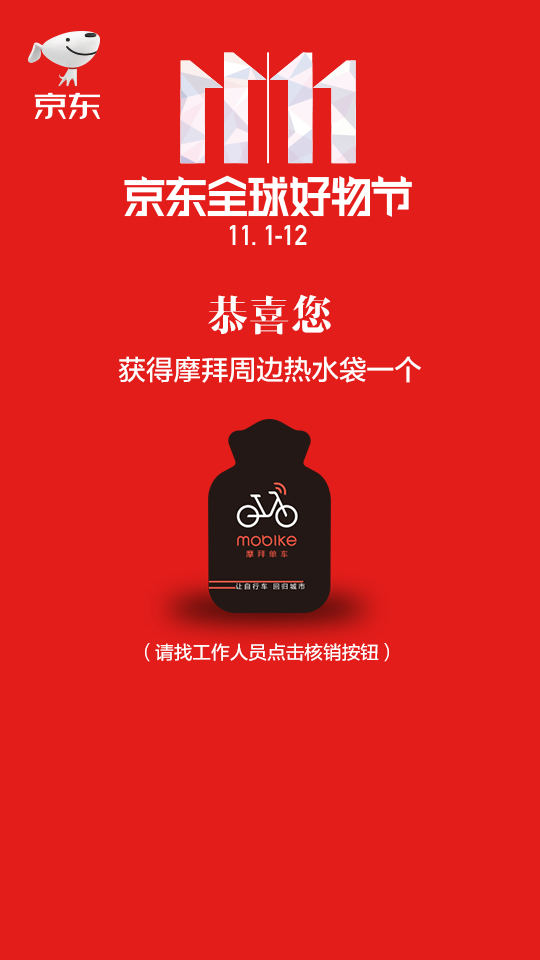 京东
11 11
京东全球好物节
11. 1-12
恭喜您
获得摩拜周边热水袋一个
mobike
摩拜单车
让自行车 回归城市
（请找工作人员点击核销按钮）